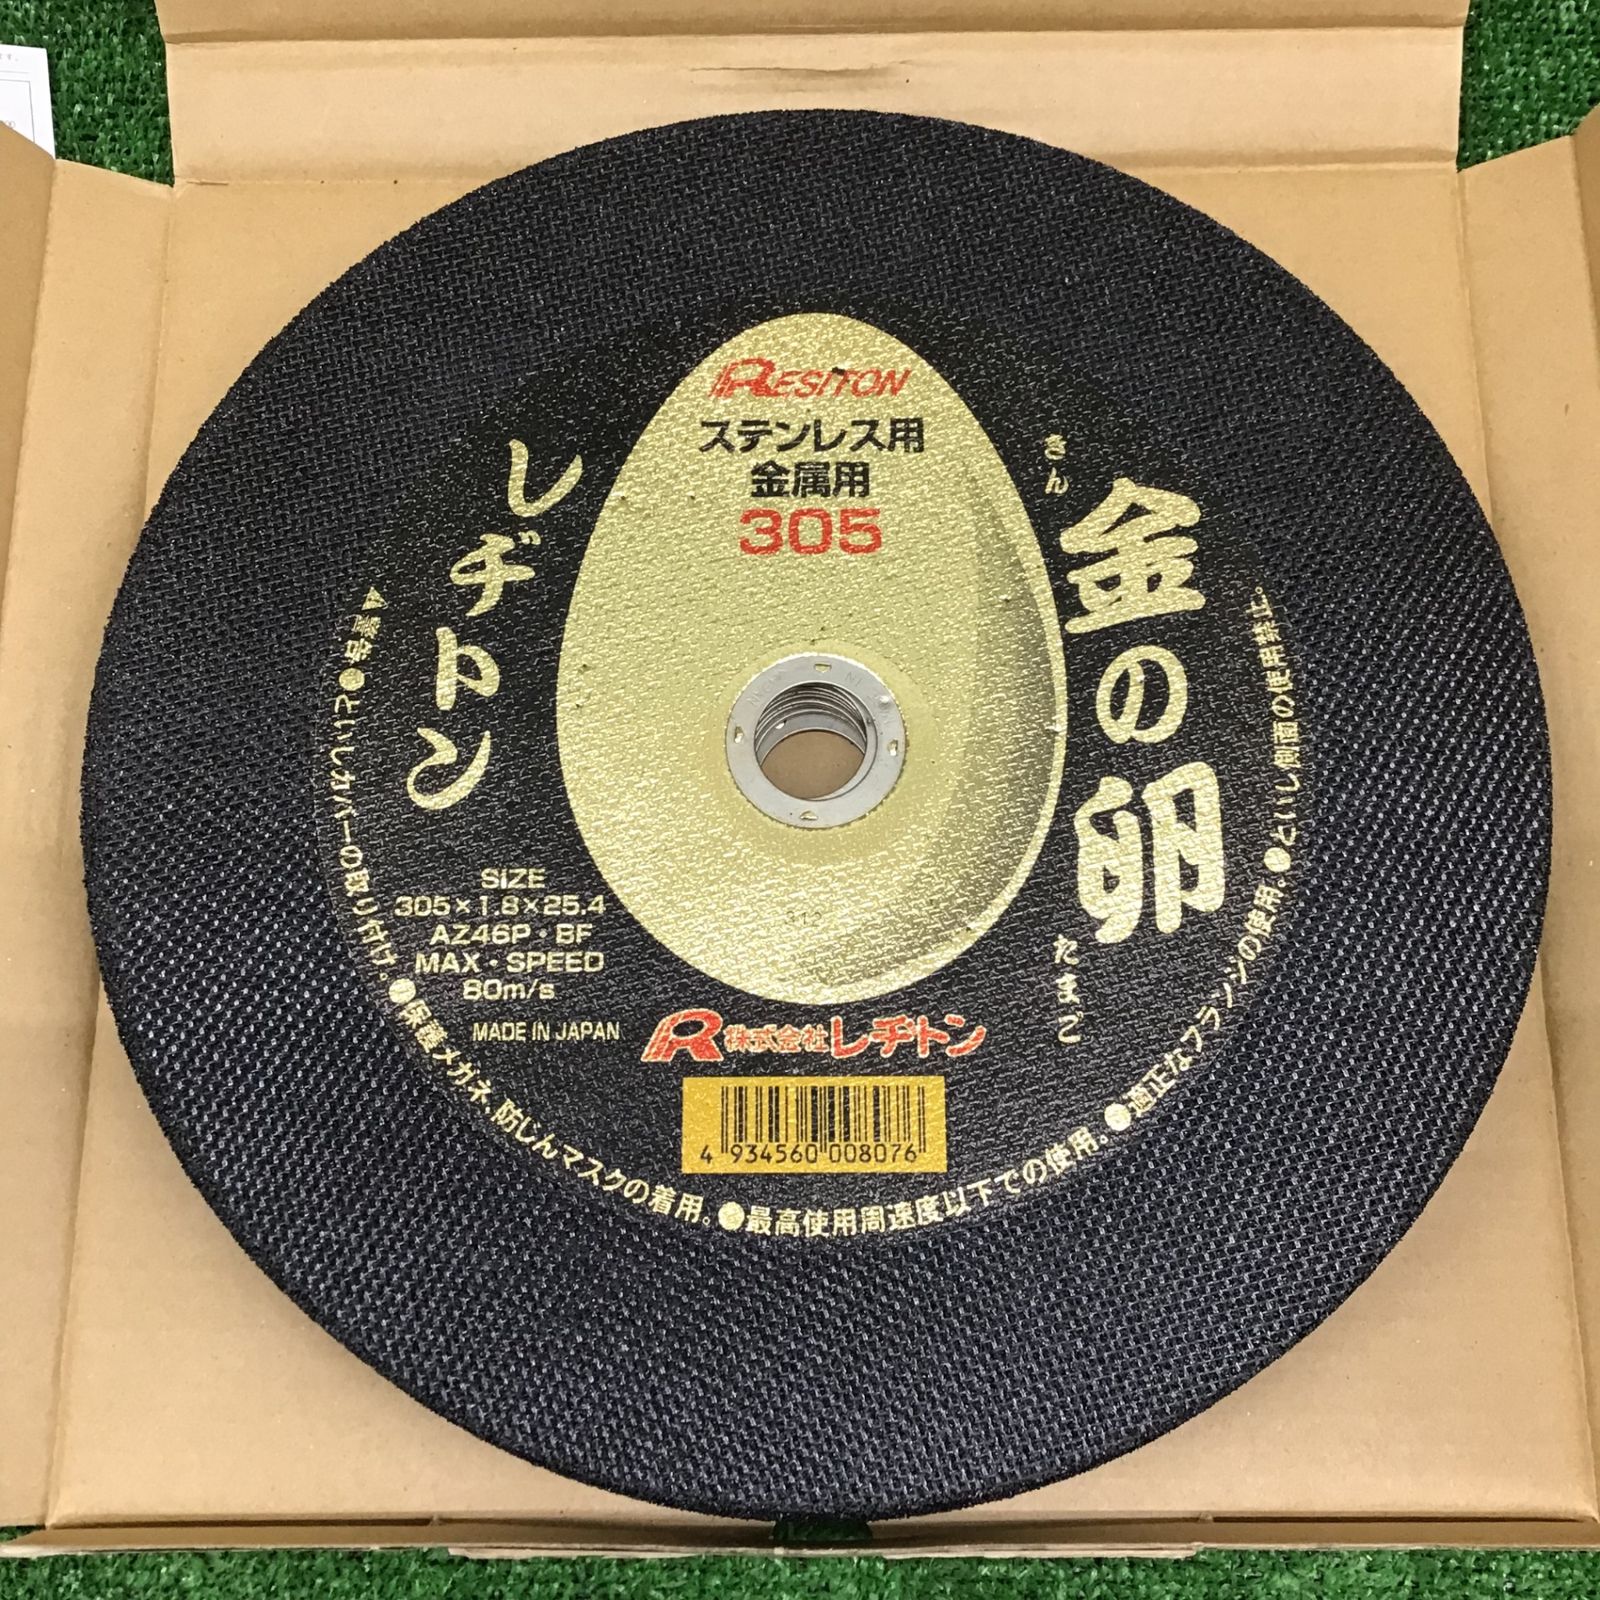 RESITON
ステンレス用
金属用
305
レヂトン
きん
金の卵
たまご
SIZE
305×1.8×25.4
AZ46P・BF
MAX・SPEED
80m/s
MADE IN JAPAN
R 株式会社レヂトン
4 934560 008076
312
▲警告●といしカバーの取り付け。●保護メガネ、防じんマスクの着用。●最高使用周速度以下での使用。●適正なフランジの使用。●といし側面の使用禁止。